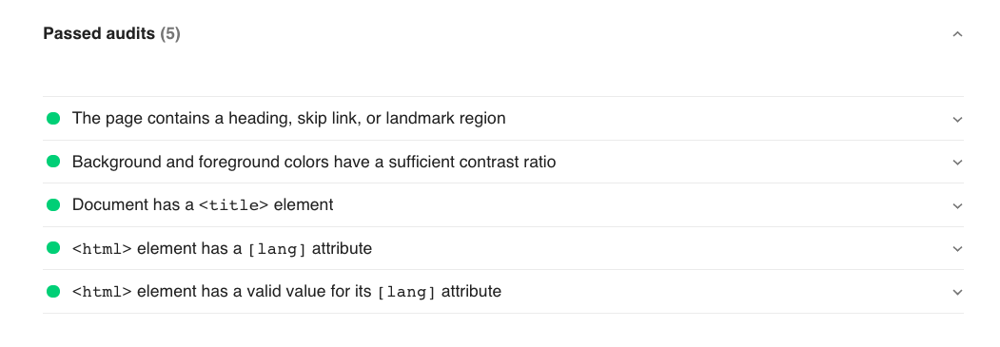 Passed audits (5)
The page contains a heading, skip link, or landmark region
Background and foreground colors have a sufficient contrast ratio
Document has a <title> element
<html> element has a [lang] attribute
<html> element has a valid value for its [lang] attribute